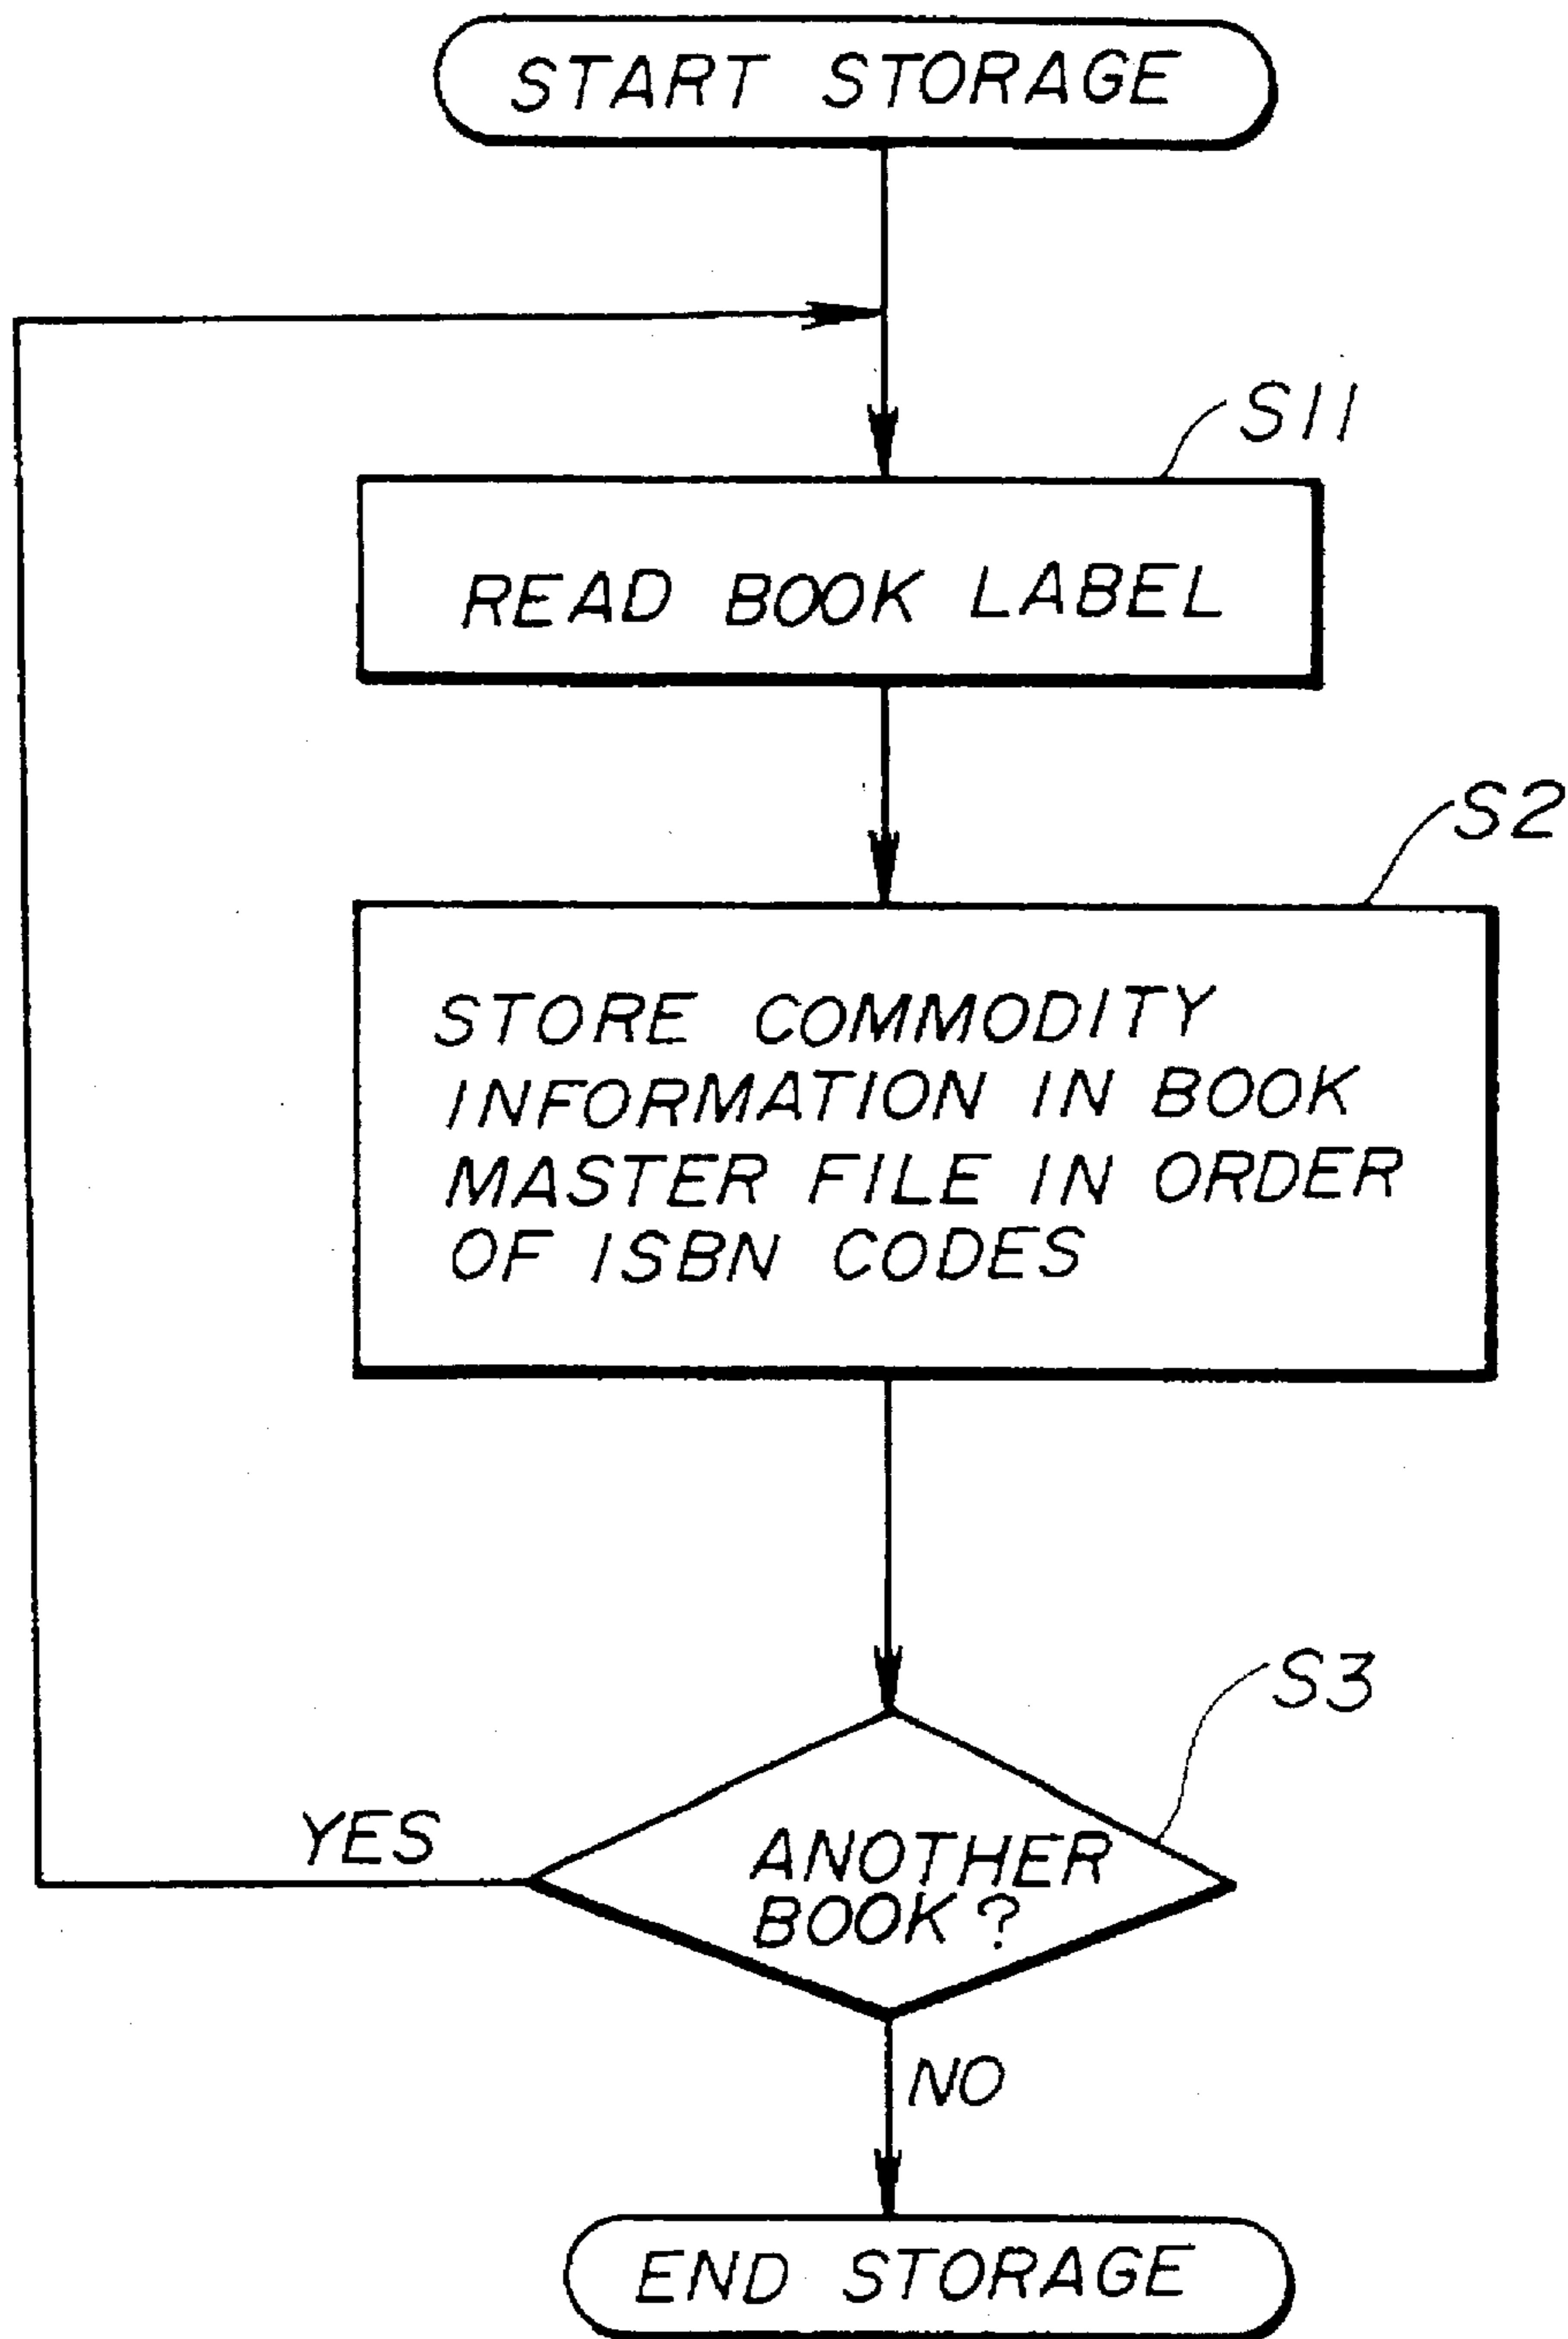 START STORAGE
S11
READ BOOK LABEL
S2
STORE COMMODITY
INFORMATION IN BOOK
MASTER FILE IN ORDER
OF ISBN CODES
S3
YES
ANOTHER
BOOK?
NO
END STORAGE